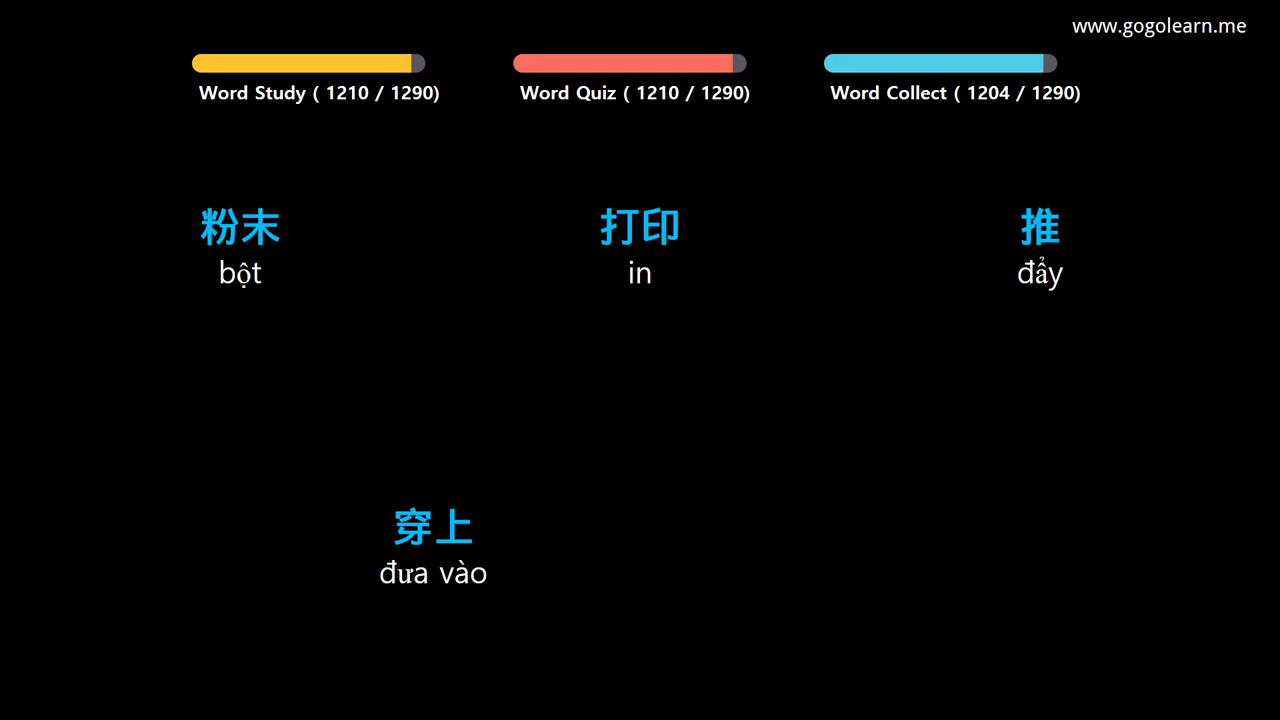 www.gogolearn.me
Word Study ( 1210 / 1290)
Word Quiz ( 1210 / 1290)
Word Collect ( 1204 / 1290)
粉末
bột
打印
in
推
đẩy
穿上
đưa vào